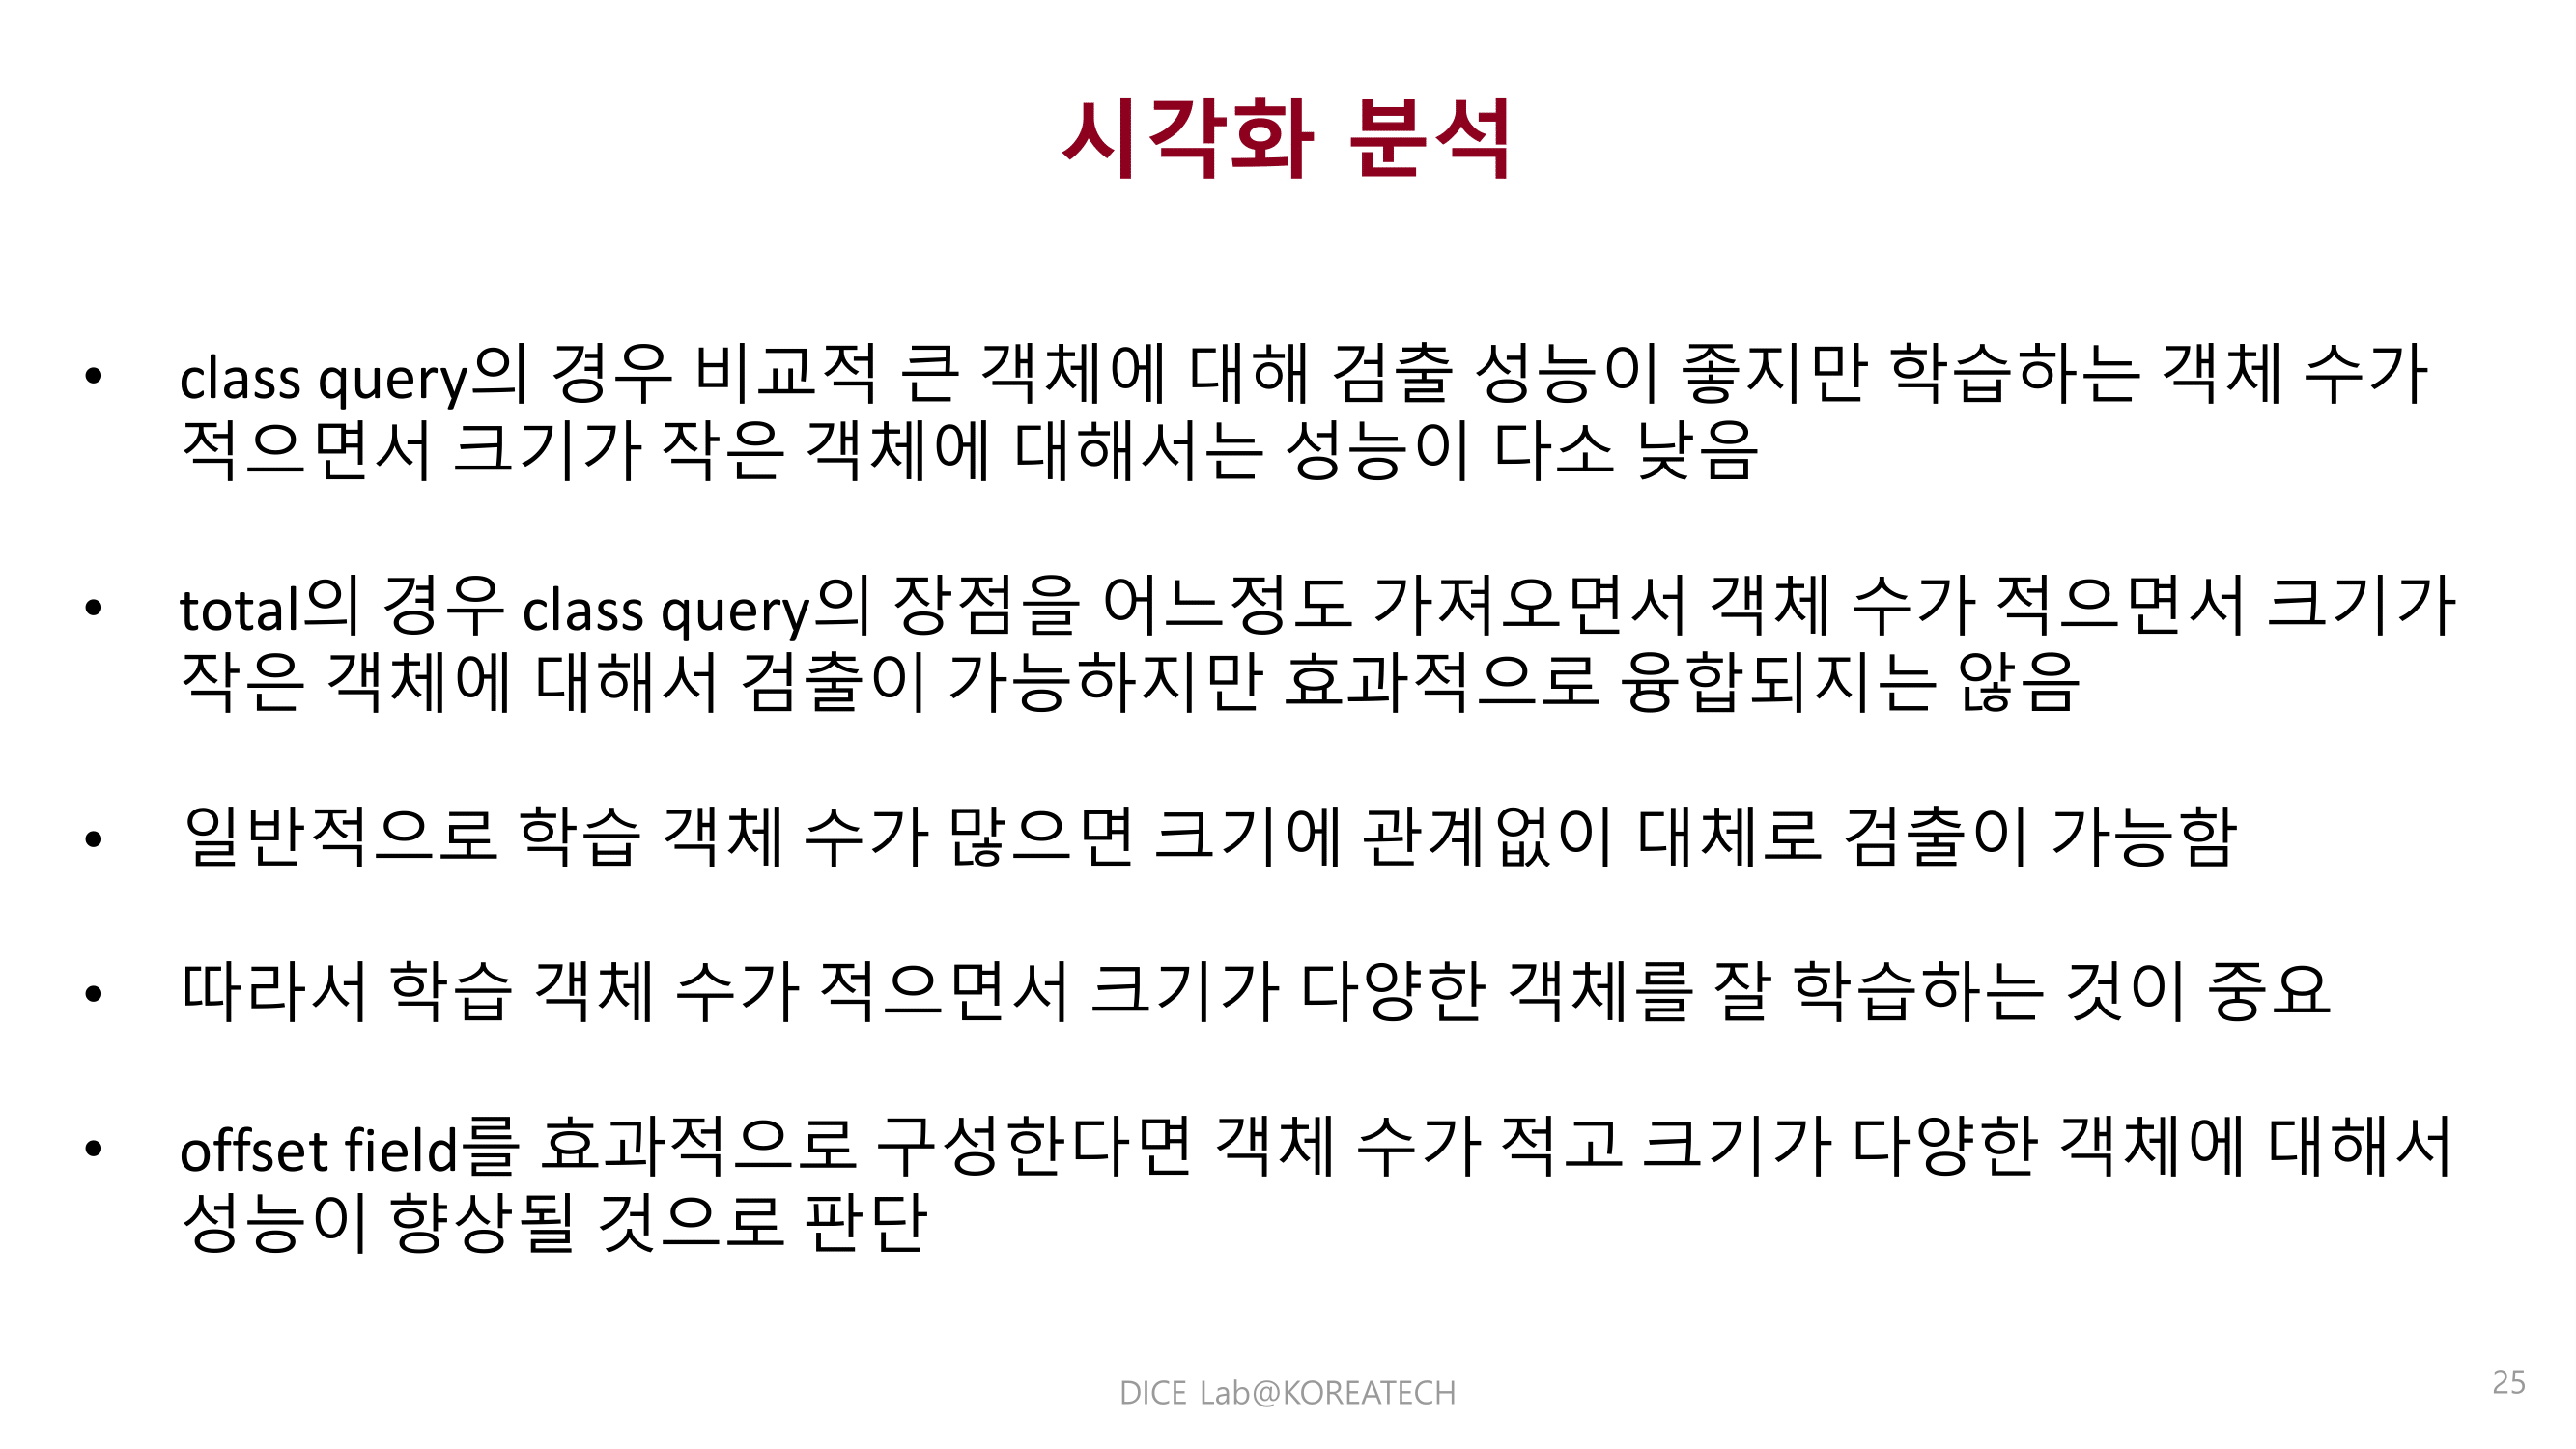 시각화 분석
• class query의 경우 비교적 큰 객체에 대해 검출 성능이 좋지만 학습하는 객체 수가
적으면서 크기가 작은 객체에 대해서는 성능이 다소 낮음
• total의 경우 class query의 장점을 어느정도 가져오면서 객체 수가 적으면서 크기가
작은 객체에 대해서 검출이 가능하지만 효과적으로 융합되지는 않음
• 일반적으로 학습 객체 수가 많으면 크기에 관계없이 대체로 검출이 가능함
• 따라서 학습 객체 수가 적으면서 크기가 다양한 객체를 잘 학습하는 것이 중요
• offset field를 효과적으로 구성한다면 객체 수가 적고 크기가 다양한 객체에 대해서
성능이 향상될 것으로 판단
DICE Lab@KOREATECH
25